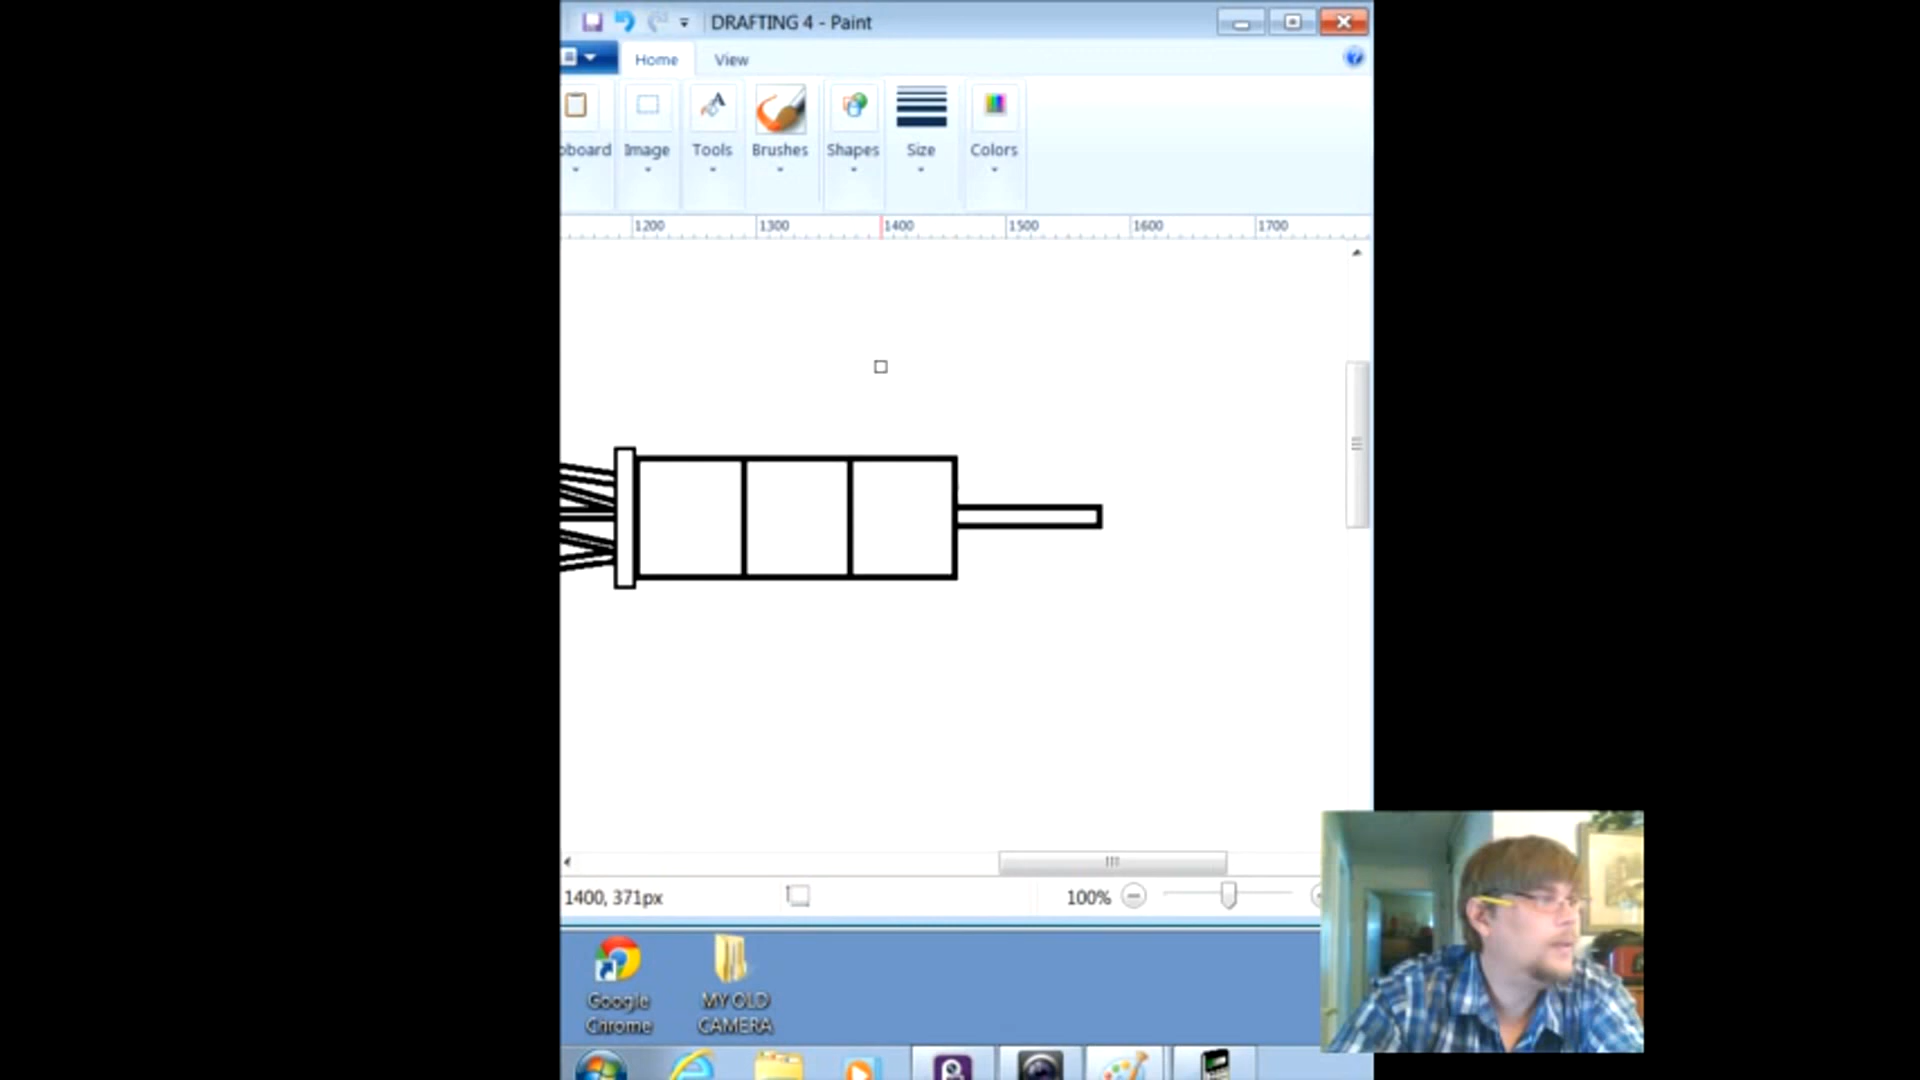 DRAFTING 4 - Paint
Home View
pboard Image Tools Brushes Shapes Size Colors
1200 1300 1400 1500 1600 1700
1400, 371px 100%
Google Chrome
MY OLD CAMERA